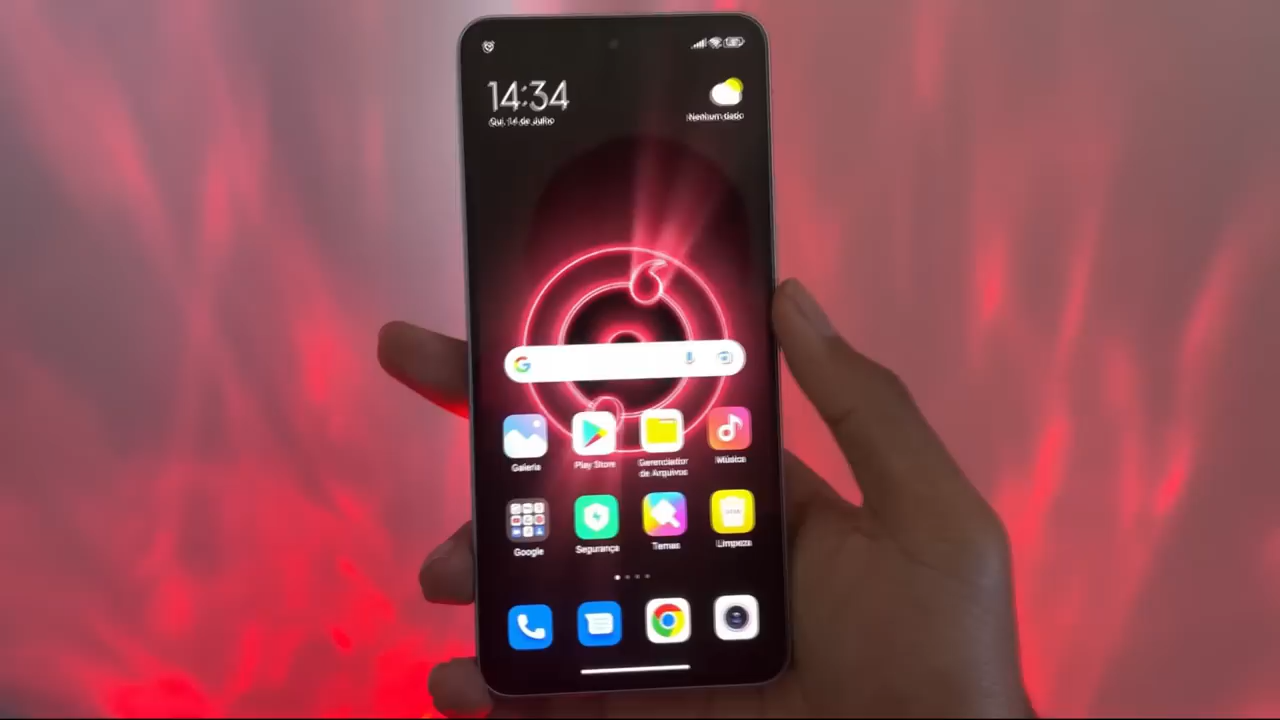 14:34
Qui, 14 de Julho
Nenhum dado
Galeria
Play Store
Gerenciador
de Arquivos
Música
Google
Segurança
Temas
Limpeza